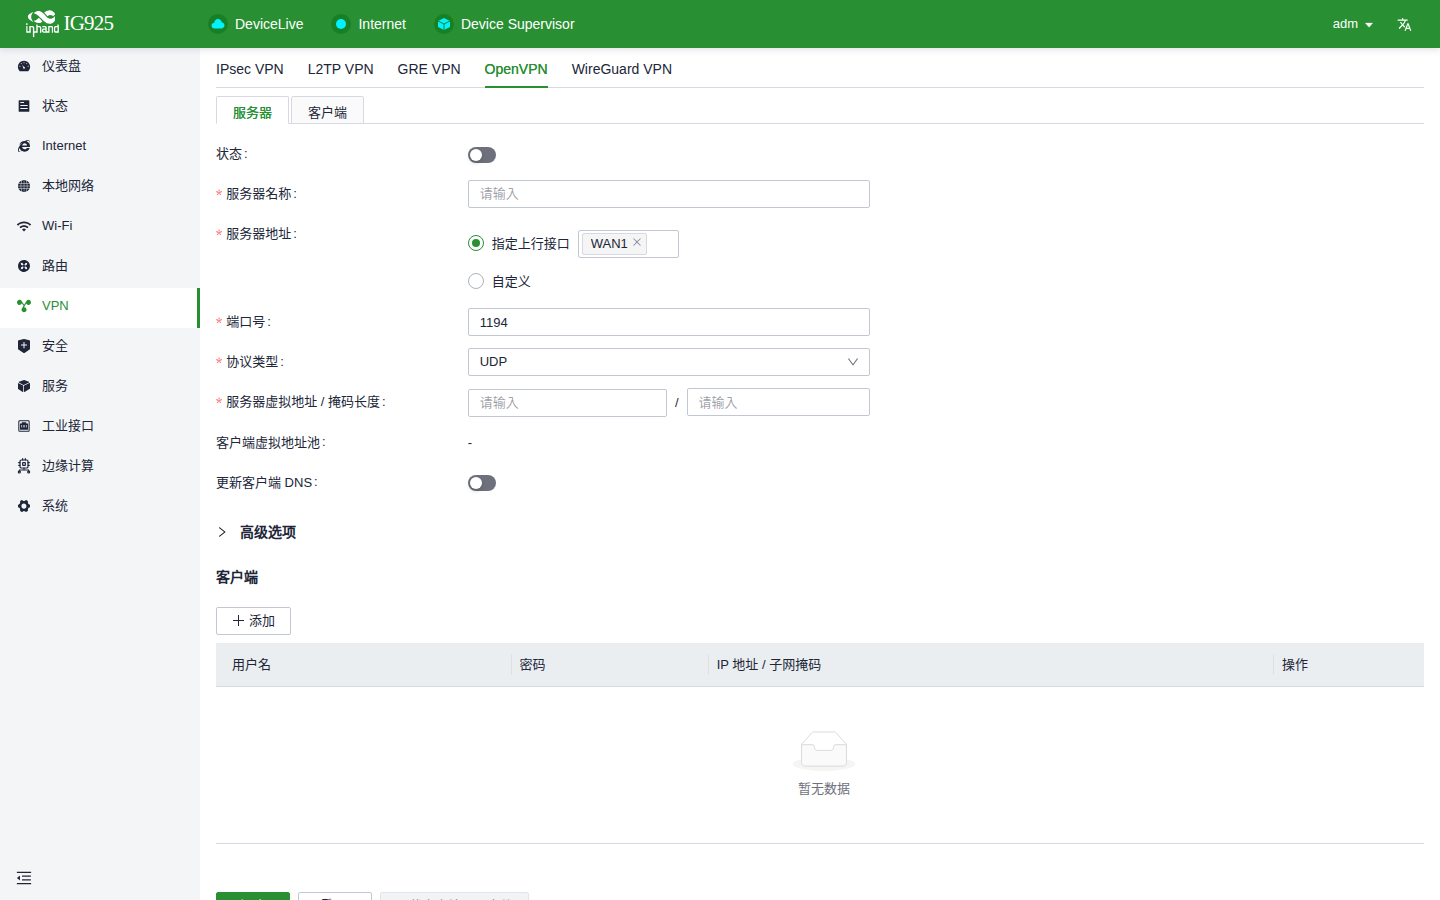 inhand IG925
DeviceLive Internet Device Supervisor adm
仪表盘
状态
Internet
本地网络
Wi-Fi
路由
VPN
安全
服务
工业接口
边缘计算
系统
IPsec VPN L2TP VPN GRE VPN OpenVPN WireGuard VPN
服务器 客户端
状态:
* 服务器名称: 请输入
* 服务器地址: 指定上行接口 WAN1
自定义
* 端口号: 1194
* 协议类型: UDP
* 服务器虚拟地址 / 掩码长度: 请输入 / 请输入
客户端虚拟地址池: -
更新客户端 DNS:
高级选项
客户端
添加
用户名 密码 IP 地址 / 子网掩码 操作
暂无数据